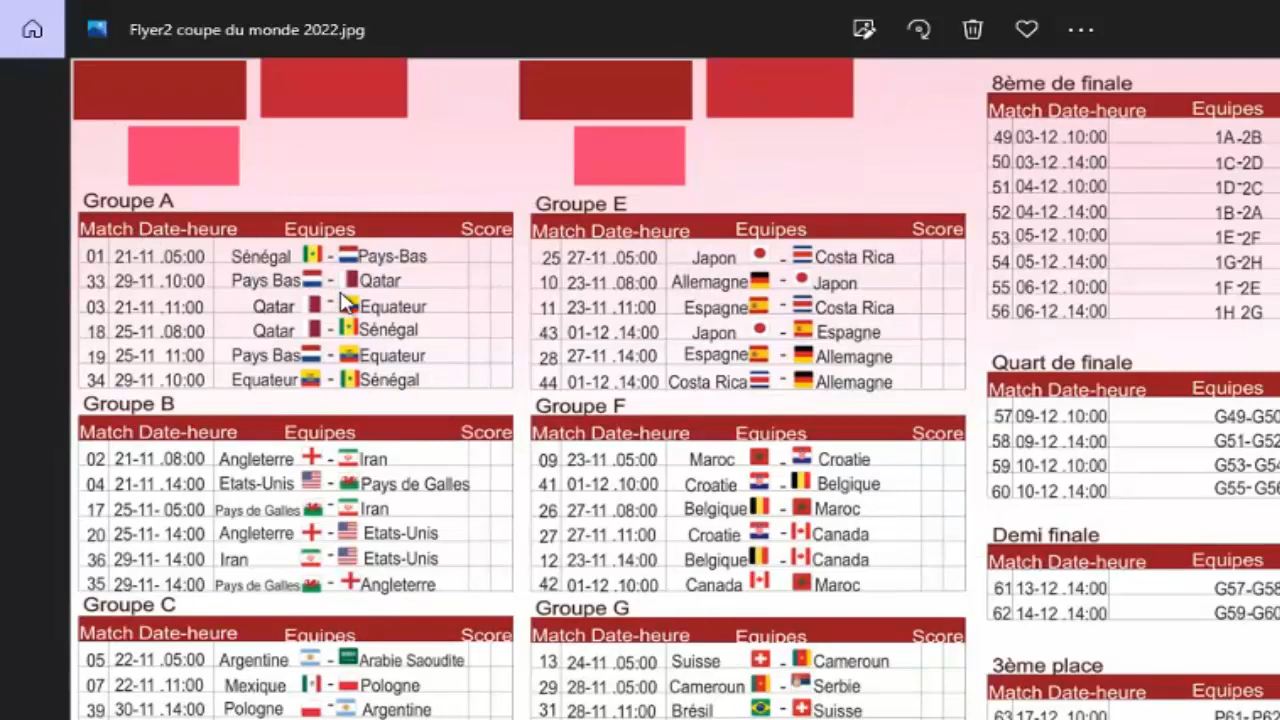 Flyer2 coupe du monde 2022.jpg
Groupe A
Match Date-heure Equipes Score
01 21-11 .05:00 Sénégal - Pays-Bas
33 29-11 .10:00 Pays Bas - Qatar
03 21-11 .11:00 Qatar - Equateur
18 25-11 .08:00 Qatar - Sénégal
19 25-11 11:00 Pays Bas - Equateur
34 29-11 .10:00 Equateur - Sénégal
Groupe B
Match Date-heure Equipes Score
02 21-11 .08:00 Angleterre - Iran
04 21-11 .14:00 Etats-Unis - Pays de Galles
17 25-11- 05:00 Pays de Galles - Iran
20 25-11- 14:00 Angleterre - Etats-Unis
36 29-11- 14:00 Iran - Etats-Unis
35 29-11- 14:00 Pays de Galles - Angleterre
Groupe C
Match Date-heure Equipes Score
05 22-11 .05:00 Argentine - Arabie Saoudite
07 22-11 .11:00 Mexique - Pologne
39 30-11 .14:00 Pologne - Argentine
Groupe E
Match Date-heure Equipes Score
25 27-11 .05:00 Japon - Costa Rica
10 23-11 .08:00 Allemagne - Japon
11 23-11 .11:00 Espagne - Costa Rica
43 01-12 .14:00 Japon - Espagne
28 27-11 .14:00 Espagne - Allemagne
44 01-12 .14:00 Costa Rica - Allemagne
Groupe F
Match Date-heure Equipes Score
09 23-11 .05:00 Maroc - Croatie
41 01-12 .10:00 Croatie - Belgique
26 27-11 .08:00 Belgique - Maroc
27 27-11 .11:00 Croatie - Canada
12 23-11 .14:00 Belgique - Canada
42 01-12 .10:00 Canada - Maroc
Groupe G
Match Date-heure Equipes Score
13 24-11 .05:00 Suisse - Cameroun
29 28-11 .05:00 Cameroun - Serbie
31 28-11 .11:00 Brésil - Suisse
8ème de finale
Match Date-heure Equipes
49 03-12 .10:00 1A-2B
50 03-12 .14:00 1C-2D
51 04-12 .10:00 1D-2C
52 04-12 .14:00 1B-2A
53 05-12 .10:00 1E-2F
54 05-12 .14:00 1G-2H
55 06-12 .10:00 1F-2E
56 06-12 .14:00 1H 2G
Quart de finale
Match Date-heure Equipes
57 09-12 .10:00 G49-G50
58 09-12 .14:00 G51-G52
59 10-12 .10:00 G53-G54
60 10-12 .14:00 G55-G56
Demi finale
Match Date-heure Equipes
61 13-12 .14:00 G57-G58
62 14-12 .14:00 G59-G60
3ème place
Match Date-heure Equipes
63 17-12 .10:00 P61-P62